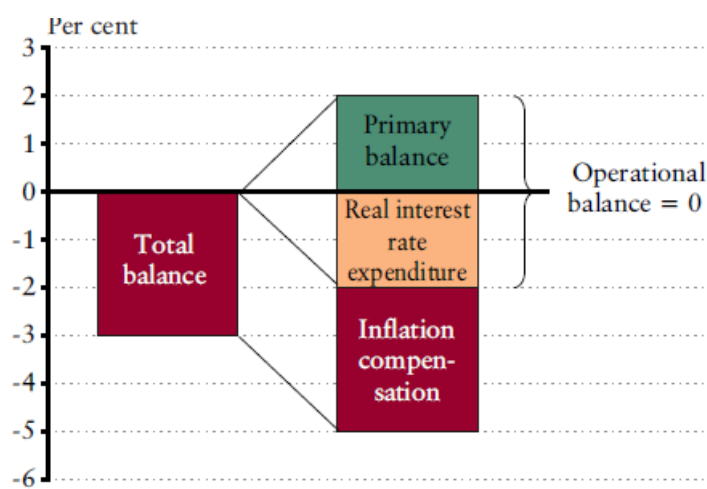 Per cent
3
2
1
0
-1
-2
-3
-4
-5
-6
Total
balance
Primary
balance
Real interest
rate
expenditure
Inflation
compen-
sation
Operational
balance = 0